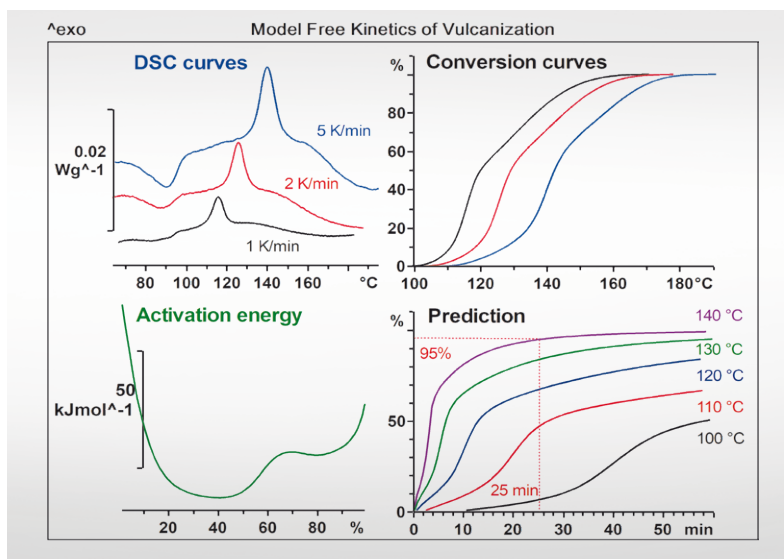 ^exo
Model Free Kinetics of Vulcanization
DSC curves
0.02
Wg^-1
5 K/min
2 K/min
1 K/min
80 100 120 140 160 °C
Conversion curves
%
80
60
40
20
0
100 120 140 160 180°C
Activation energy
50
kJmol^-1
20 40 60 80 %
Prediction
%
95%
50
0
140 °C
130 °C
120 °C
110 °C
100 °C
25 min
0 10 20 30 40 50 min